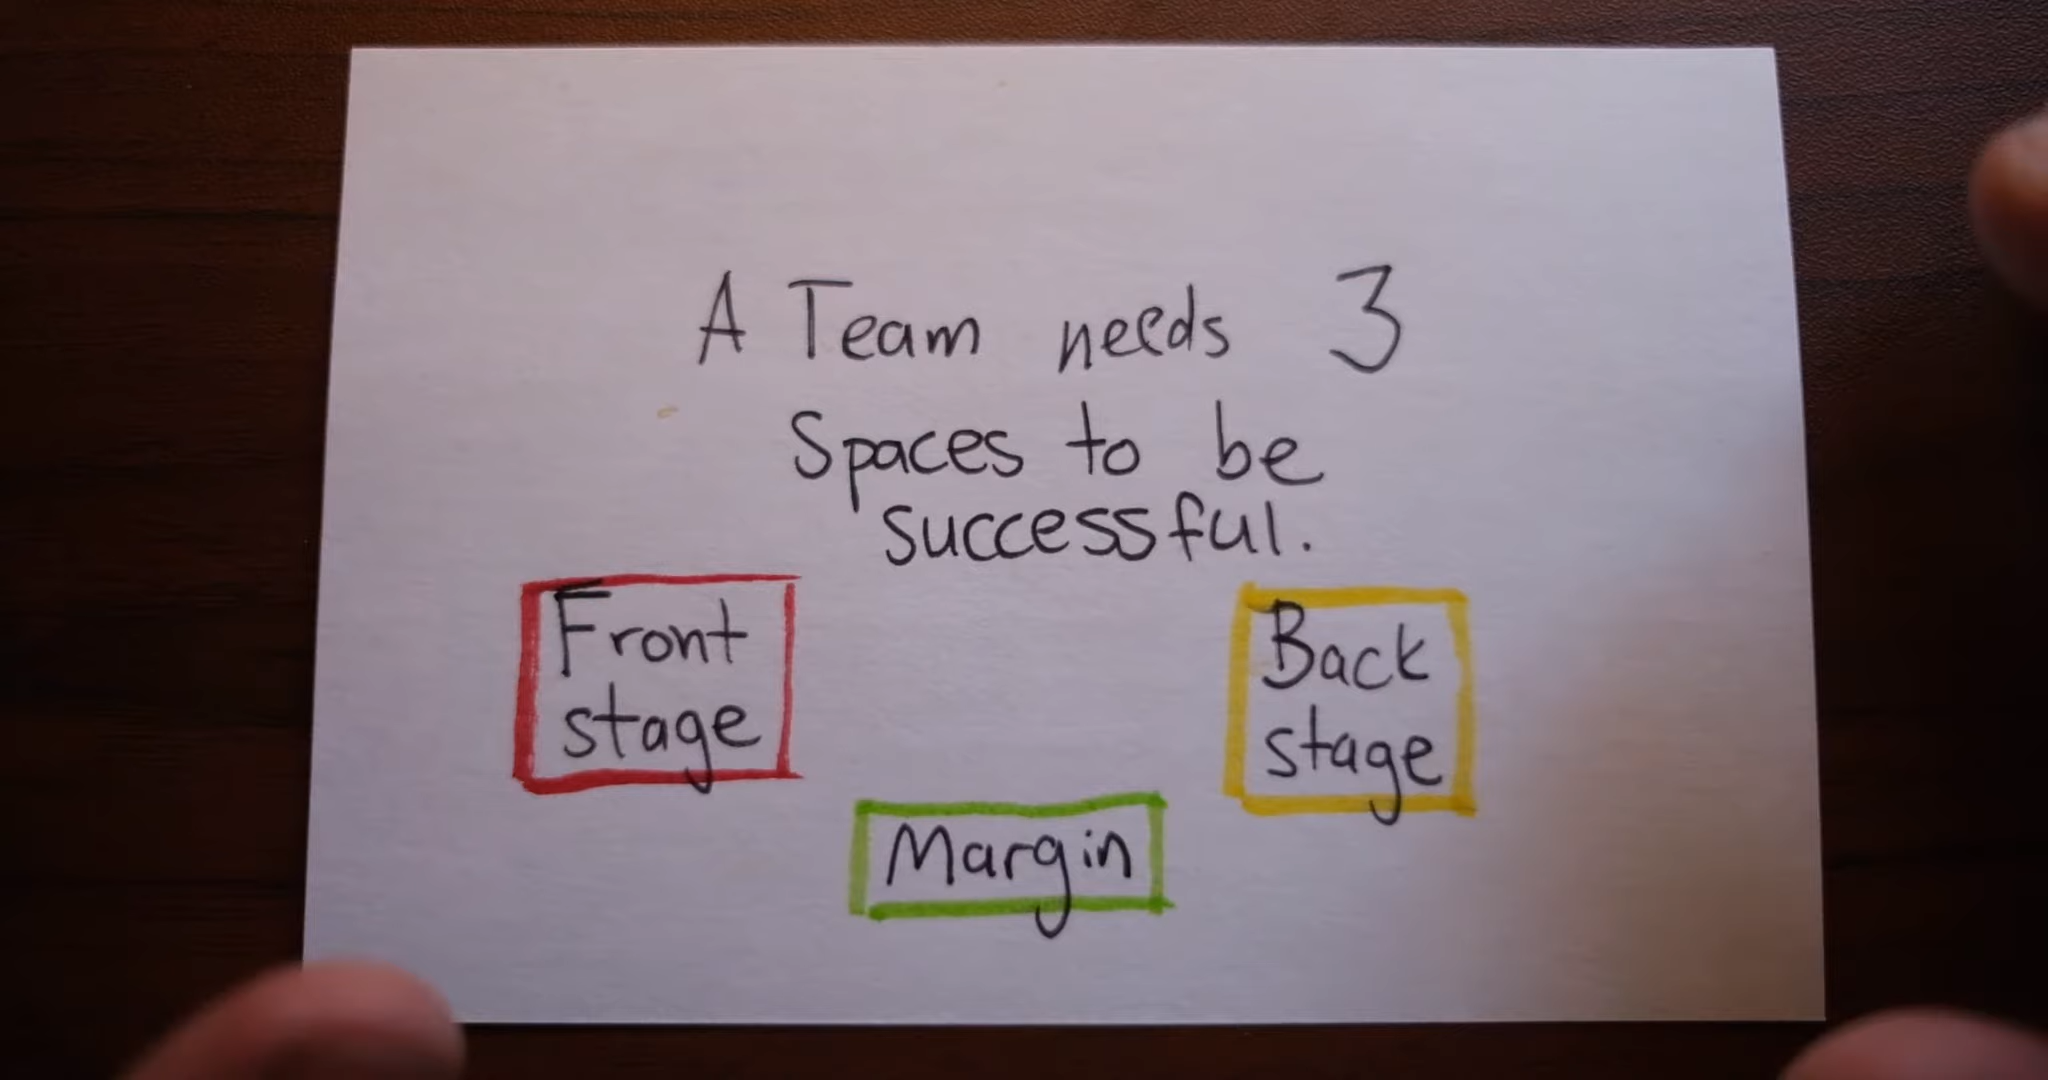 A Team needs 3
Spaces to be
successful.
Front
stage
Back
stage
Margin